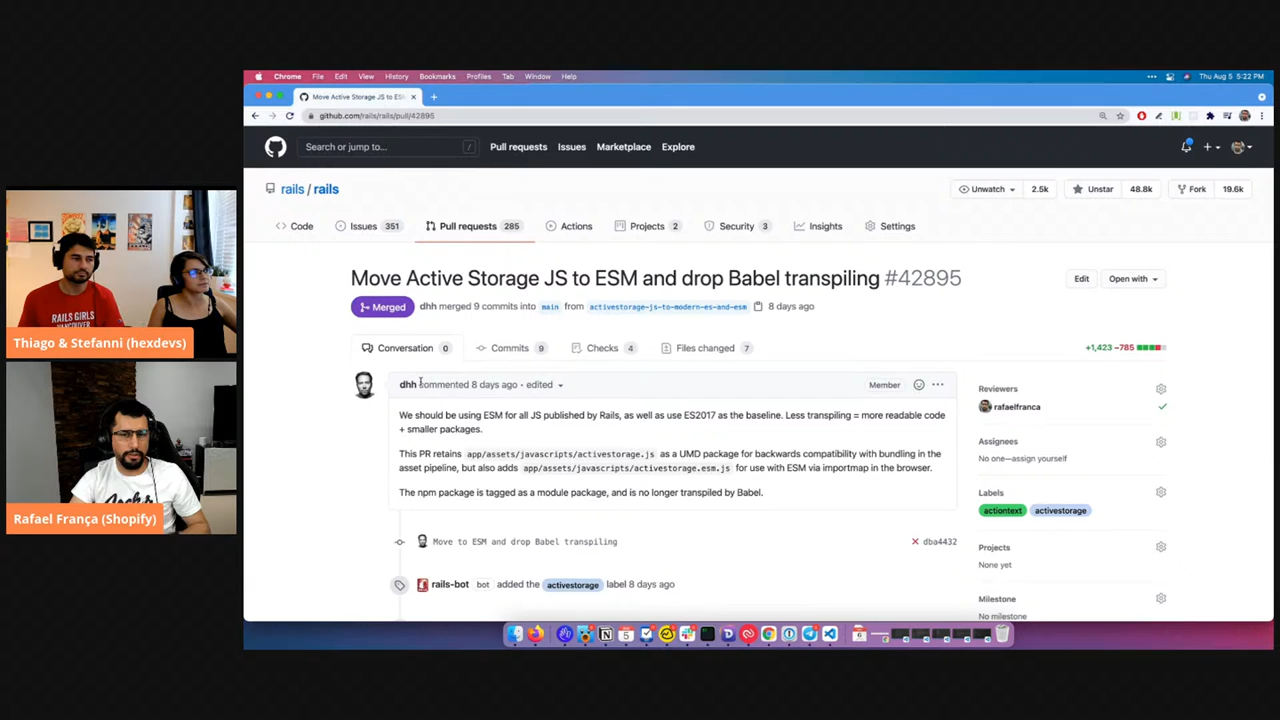 Chrome File Edit View History Bookmarks Profiles Tab Window Help Thu Aug 5 5:22 PM
Move Active Storage JS to ES
github.com/rails/rails/pull/42895
Search or jump to... / Pull requests Issues Marketplace Explore
rails / rails Unwatch 2.5k Unstar 48.8k Fork 19.6k
Code Issues 351 Pull requests 285 Actions Projects 2 Security 3 Insights Settings
Move Active Storage JS to ESM and drop Babel transpiling #42895 Edit Open with
Merged dhh merged 9 commits into main from activestorage-js-to-modern-es-and-esm 8 days ago
Conversation 0 Commits 9 Checks 4 Files changed 7 +1,423 −785
dhh commented 8 days ago • edited Member
We should be using ESM for all JS published by Rails, as well as use ES2017 as the baseline. Less transpiling = more readable code
+ smaller packages.
This PR retains app/assets/javascripts/activestorage.js as a UMD package for backwards compatibility with bundling in the
asset pipeline, but also adds app/assets/javascripts/activestorage.esm.js for use with ESM via importmap in the browser.
The npm package is tagged as a module package, and is no longer transpiled by Babel.
Move to ESM and drop Babel transpiling dba4432
rails-bot bot added the activestorage label 8 days ago
Reviewers
rafaelfranca
Assignees
No one—assign yourself
Labels
actiontext activestorage
Projects
None yet
Milestone
No milestone
RAILS GIRLS
VANCOUVER
Thiago & Stefanni (hexdevs)
Rafael França (Shopify)